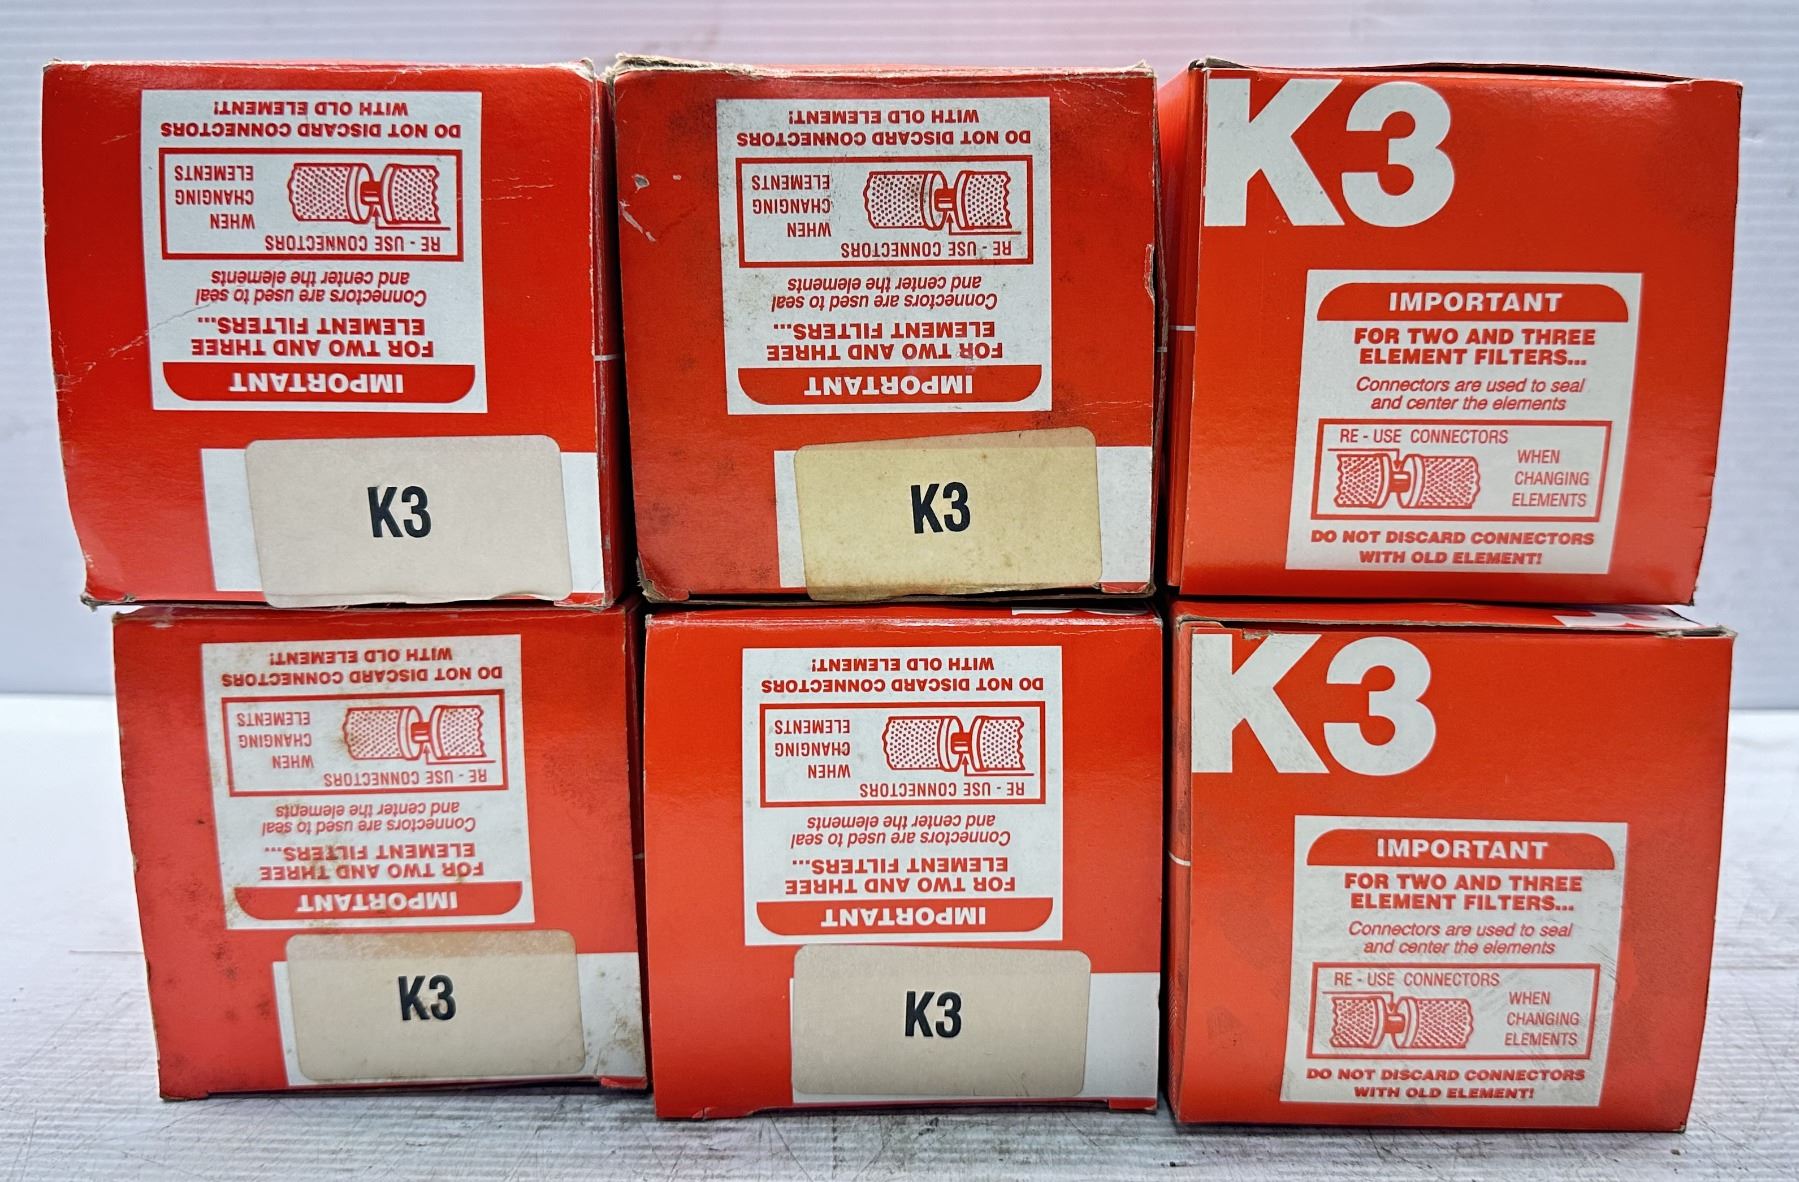 DO NOT DISCARD CONNECTORS
WITH OLD ELEMENT!
RE - USE CONNECTORS
WHEN
CHANGING
ELEMENTS
Connectors are used to seal
and center the elements
FOR TWO AND THREE
ELEMENT FILTERS...
IMPORTANT
K3
DO NOT DISCARD CONNECTORS
WITH OLD ELEMENT!
RE - USE CONNECTORS
WHEN
CHANGING
ELEMENTS
Connectors are used to seal
and center the elements
FOR TWO AND THREE
ELEMENT FILTERS...
IMPORTANT
K3
K3
IMPORTANT
FOR TWO AND THREE
ELEMENT FILTERS...
Connectors are used to seal
and center the elements
RE - USE CONNECTORS
WHEN
CHANGING
ELEMENTS
DO NOT DISCARD CONNECTORS
WITH OLD ELEMENT!
DO NOT DISCARD CONNECTORS
WITH OLD ELEMENT!
RE - USE CONNECTORS
WHEN
CHANGING
ELEMENTS
Connectors are used to seal
and center the elements
FOR TWO AND THREE
ELEMENT FILTERS...
IMPORTANT
K3
DO NOT DISCARD CONNECTORS
WITH OLD ELEMENT!
RE - USE CONNECTORS
WHEN
CHANGING
ELEMENTS
Connectors are used to seal
and center the elements
FOR TWO AND THREE
ELEMENT FILTERS...
IMPORTANT
K3
K3
IMPORTANT
FOR TWO AND THREE
ELEMENT FILTERS...
Connectors are used to seal
and center the elements
RE - USE CONNECTORS
WHEN
CHANGING
ELEMENTS
DO NOT DISCARD CONNECTORS
WITH OLD ELEMENT!